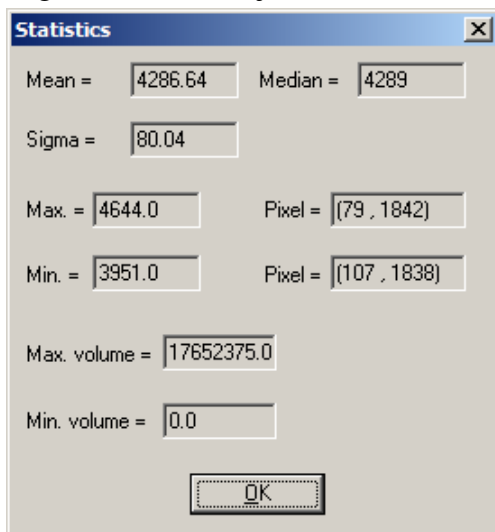 Statistics
Mean = 4286.64 Median = 4289
Sigma = 80.04
Max. = 4644.0 Pixel = (79 , 1842)
Min. = 3951.0 Pixel = (107 , 1838)
Max. volume = 17652375.0
Min. volume = 0.0
OK